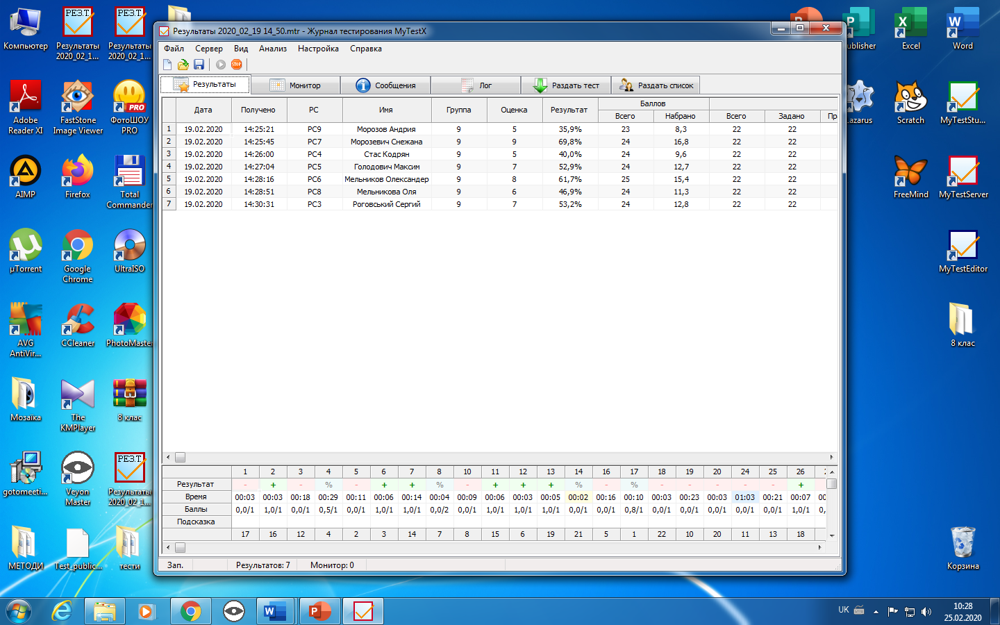 Результаты 2020_02_19 14_50.mtr - Журнал тестирования MyTestX
Файл Сервер Вид Анализ Настройка Справка
STOP
Результаты Монитор Сообщения Лог Раздать тест Раздать список
Дата Получено PC Имя Группа Оценка Результат Баллов
Всего Набрано Всего Задано Пр
1 19.02.2020 14:25:21 PC9 Морозов Андрия 9 5 35,9% 23 8,3 22 22
2 19.02.2020 14:25:45 PC7 Морозевич Снежана 9 9 69,8% 24 16,8 22 22
3 19.02.2020 14:26:00 PC4 Стас Кодрян 9 5 40,0% 24 9,6 22 22
4 19.02.2020 14:27:04 PC5 Голодович Максим 9 7 52,9% 24 12,7 22 22
5 19.02.2020 14:28:16 PC6 Мельников Олександер 9 8 61,7% 25 15,4 22 22
6 19.02.2020 14:28:51 PC8 Мельникова Оля 9 6 46,9% 24 11,3 22 22
7 19.02.2020 14:30:31 PC3 Роговський Сергий 9 7 53,2% 24 12,8 22 22
1 2 3 4 5 6 7 8 10 11 12 13 14 16 17 18 19 20 24 25 26
Результат - + - % - + + % - + + + % - % - - - - - +
Время 00:03 00:03 00:18 00:29 00:11 00:06 00:14 00:04 00:09 00:06 00:03 00:05 00:02 00:16 00:10 00:03 00:23 00:03 01:03 00:21 00:07 00
Баллы 0,0/1 1,0/1 0,0/1 0,5/1 0,0/1 1,0/1 1,0/1 0,0/2 0,0/1 1,0/1 1,0/1 1,0/1 0,0/1 0,0/1 0,8/1 0,0/1 0,0/1 0,0/1 0,0/1 0,0/1 1,0/1 0,
Подсказка
17 16 12 4 2 3 14 7 8 15 6 19 21 5 1 22 10 20 11 13 18
Зап. Результатов: 7 Монитор: 0
Компьютер
РЕЗ.Т.
Результаты
2020_02_1...
РЕЗ.Т.
Результаты
2020_02_1...
Adobe
Reader XI
FastStone
Image Viewer
PRO
ФотоШОУ
PRO
AIMP
Firefox
Total
Commander
µTorrent
Google
Chrome
UltraISO
AVG
AntiVir...
CCleaner
PhotoMaster
Мозаїка
The
KMPlayer
8 клас
gotomeeti...
Veyon
Master
РЕЗ.Т.
Результаты
2020_02_1...
МЕТОДИ
Test_public...
тести
ublisher
Excel
Word
azarus
Scratch
MyTestStu...
FreeMind
MyTestServer
MyTestEditor
8 клас
Корзина
UK
10:28
25.02.2020